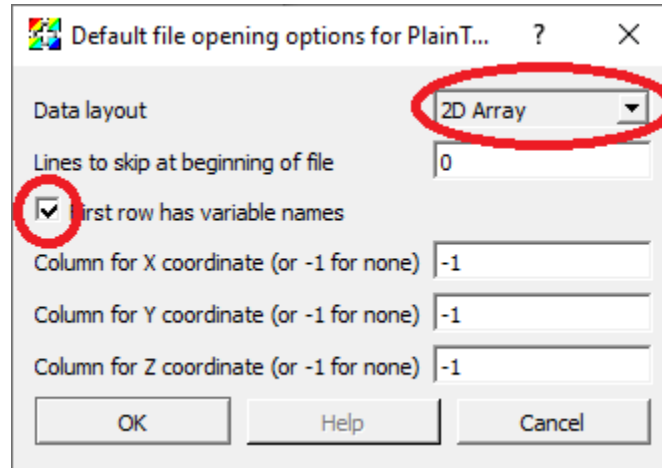 Default file opening options for PlainT... ? ×
Data layout 2D Array
Lines to skip at beginning of file 0
First row has variable names
Column for X coordinate (or -1 for none) -1
Column for Y coordinate (or -1 for none) -1
Column for Z coordinate (or -1 for none) -1
OK Help Cancel